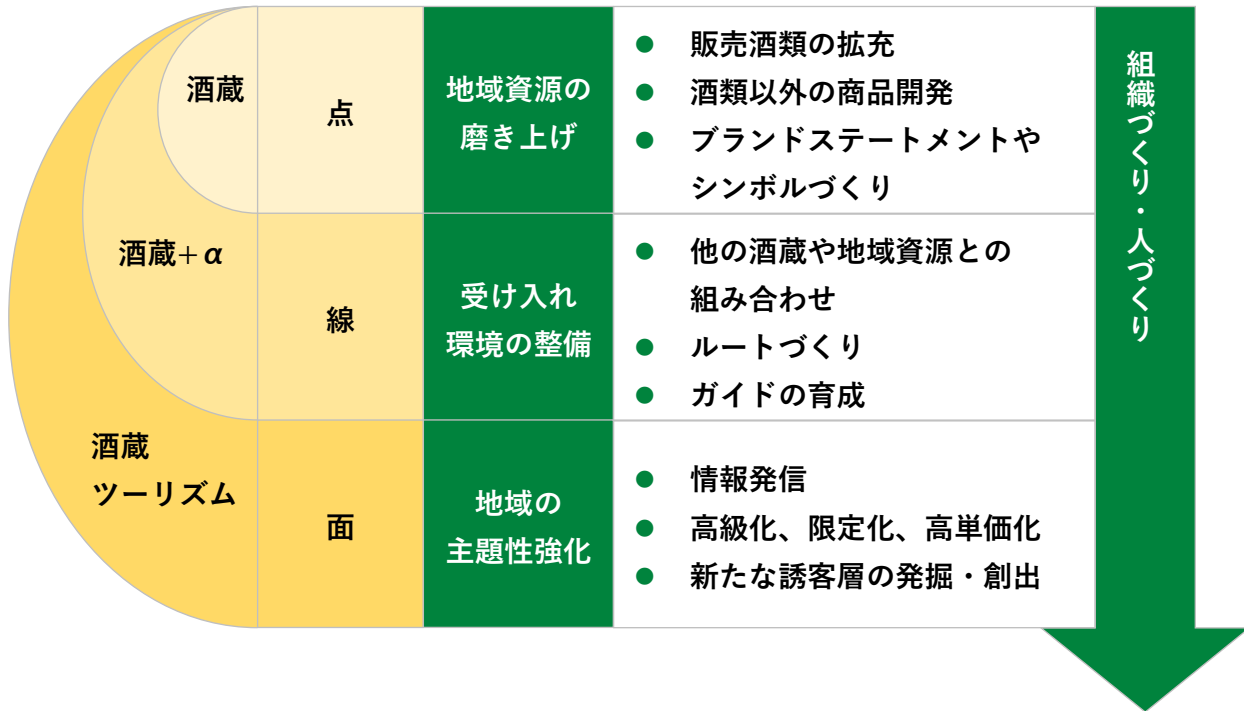 酒蔵
点
地域資源の
磨き上げ
● 販売酒類の拡充
● 酒類以外の商品開発
● ブランドステートメントや
シンボルづくり
酒蔵+α
線
受け入れ
環境の整備
● 他の酒蔵や地域資源との
組み合わせ
● ルートづくり
● ガイドの育成
酒蔵
ツーリズム
面
地域の
主題性強化
● 情報発信
● 高級化、限定化、高単価化
● 新たな誘客層の発掘・創出
組織づくり・人づくり